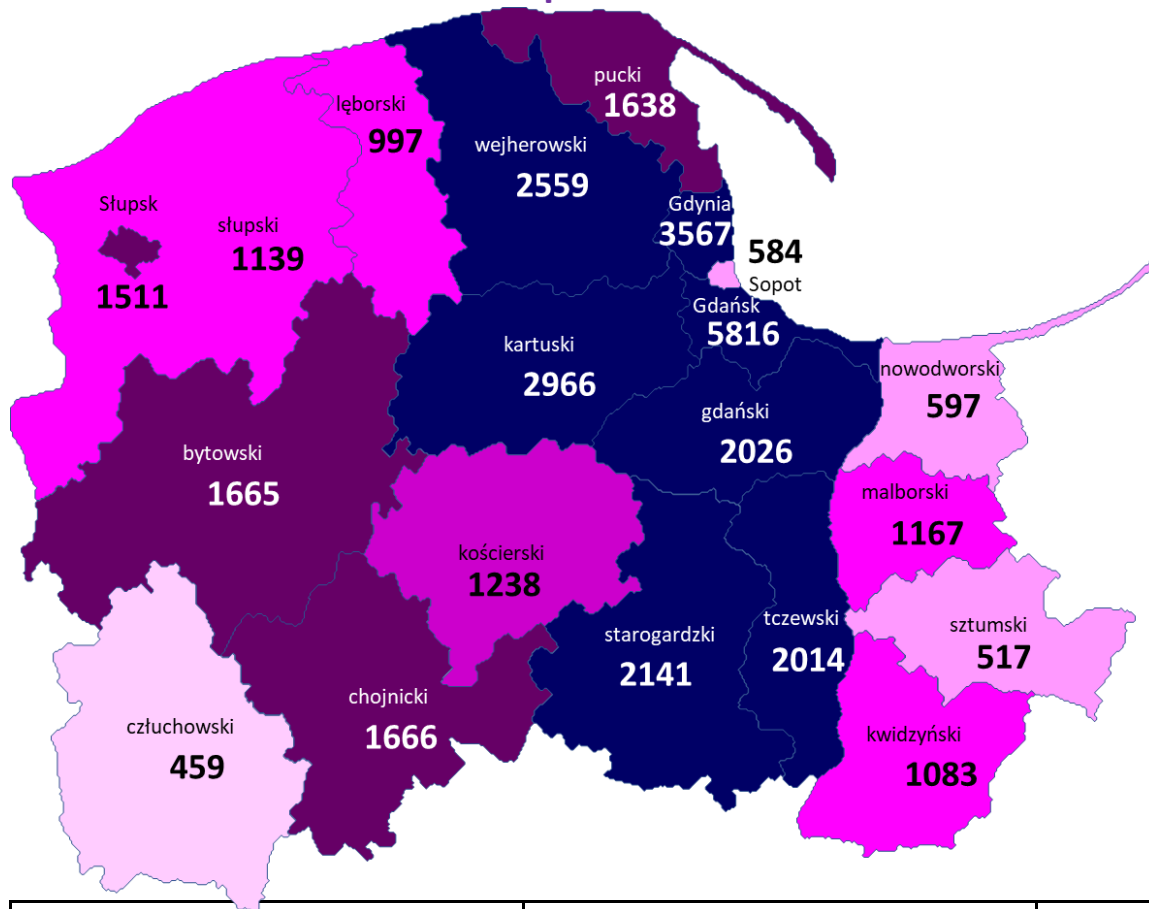 pucki
1638
lęborski
997
wejherowski
2559
Słupsk
1511
słupski
1139
Gdynia
3567
584
Sopot
Gdańsk
5816
kartuski
2966
nowodworski
597
gdański
2026
bytowski
1665
malborski
1167
kościerski
1238
starogardzki
2141
tczewski
2014
sztumski
517
chojnicki
1666
człuchowski
459
kwidzyński
1083